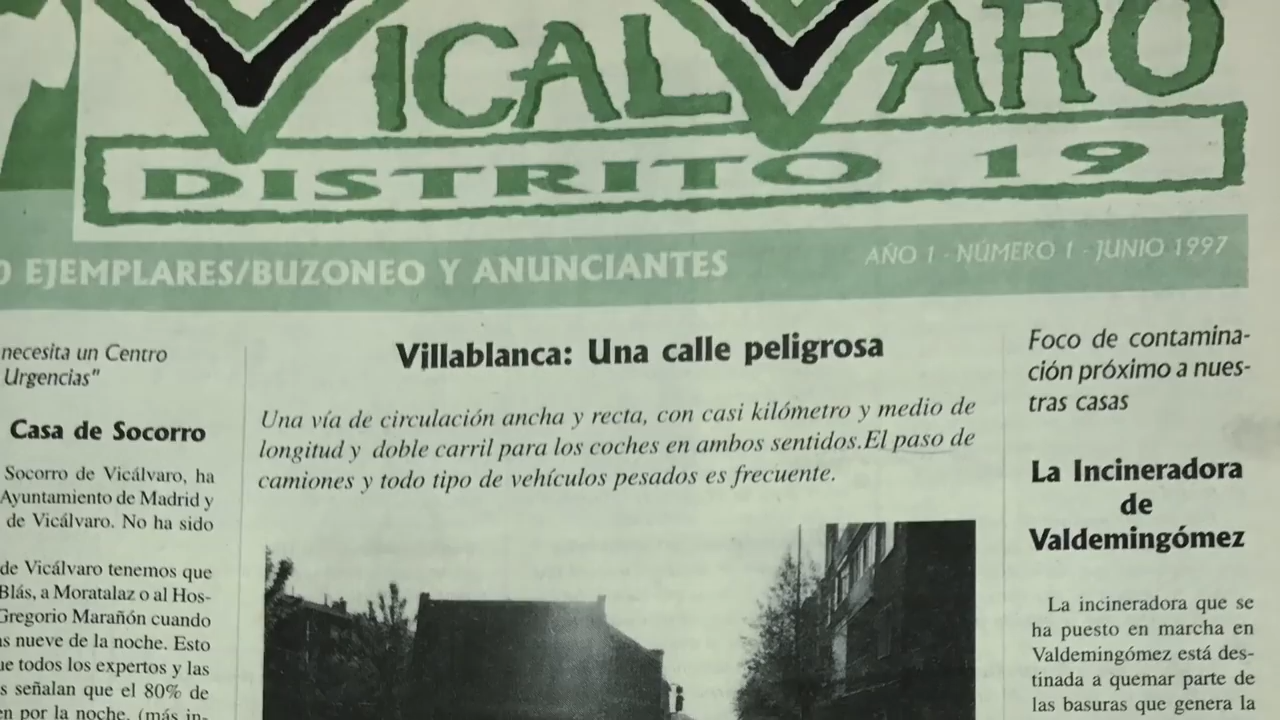 VICALVARO
DISTRITO 19
EJEMPLARES/BUZONEO Y ANUNCIANTES
AÑO 1 - NÚMERO 1 - JUNIO 1997
necesita un Centro
Urgencias"
Casa de Socorro
Socorro de Vicálvaro, ha
Ayuntamiento de Madrid y
de Vicálvaro. No ha sido
de Vicálvaro tenemos que
Blás, a Moratalaz o al Hos-
Gregorio Marañón cuando
nueve de la noche. Esto
todos los expertos y las
señalan que el 80% de
por la noche. (más in-
Villablanca: Una calle peligrosa
Una vía de circulación ancha y recta, con casi kilómetro y medio de
longitud y doble carril para los coches en ambos sentidos.El paso de
camiones y todo tipo de vehículos pesados es frecuente.
Foco de contamina-
ción próximo a nues-
tras casas
La Incineradora
de
Valdemingómez
La incineradora que se
ha puesto en marcha en
Valdemingómez está des-
tinada a quemar parte de
las basuras que genera la